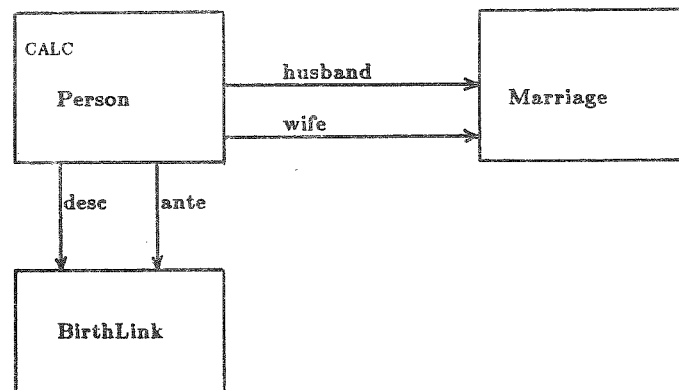 CALC
Person
husband
wife
Marriage
desc
ante
BirthLink